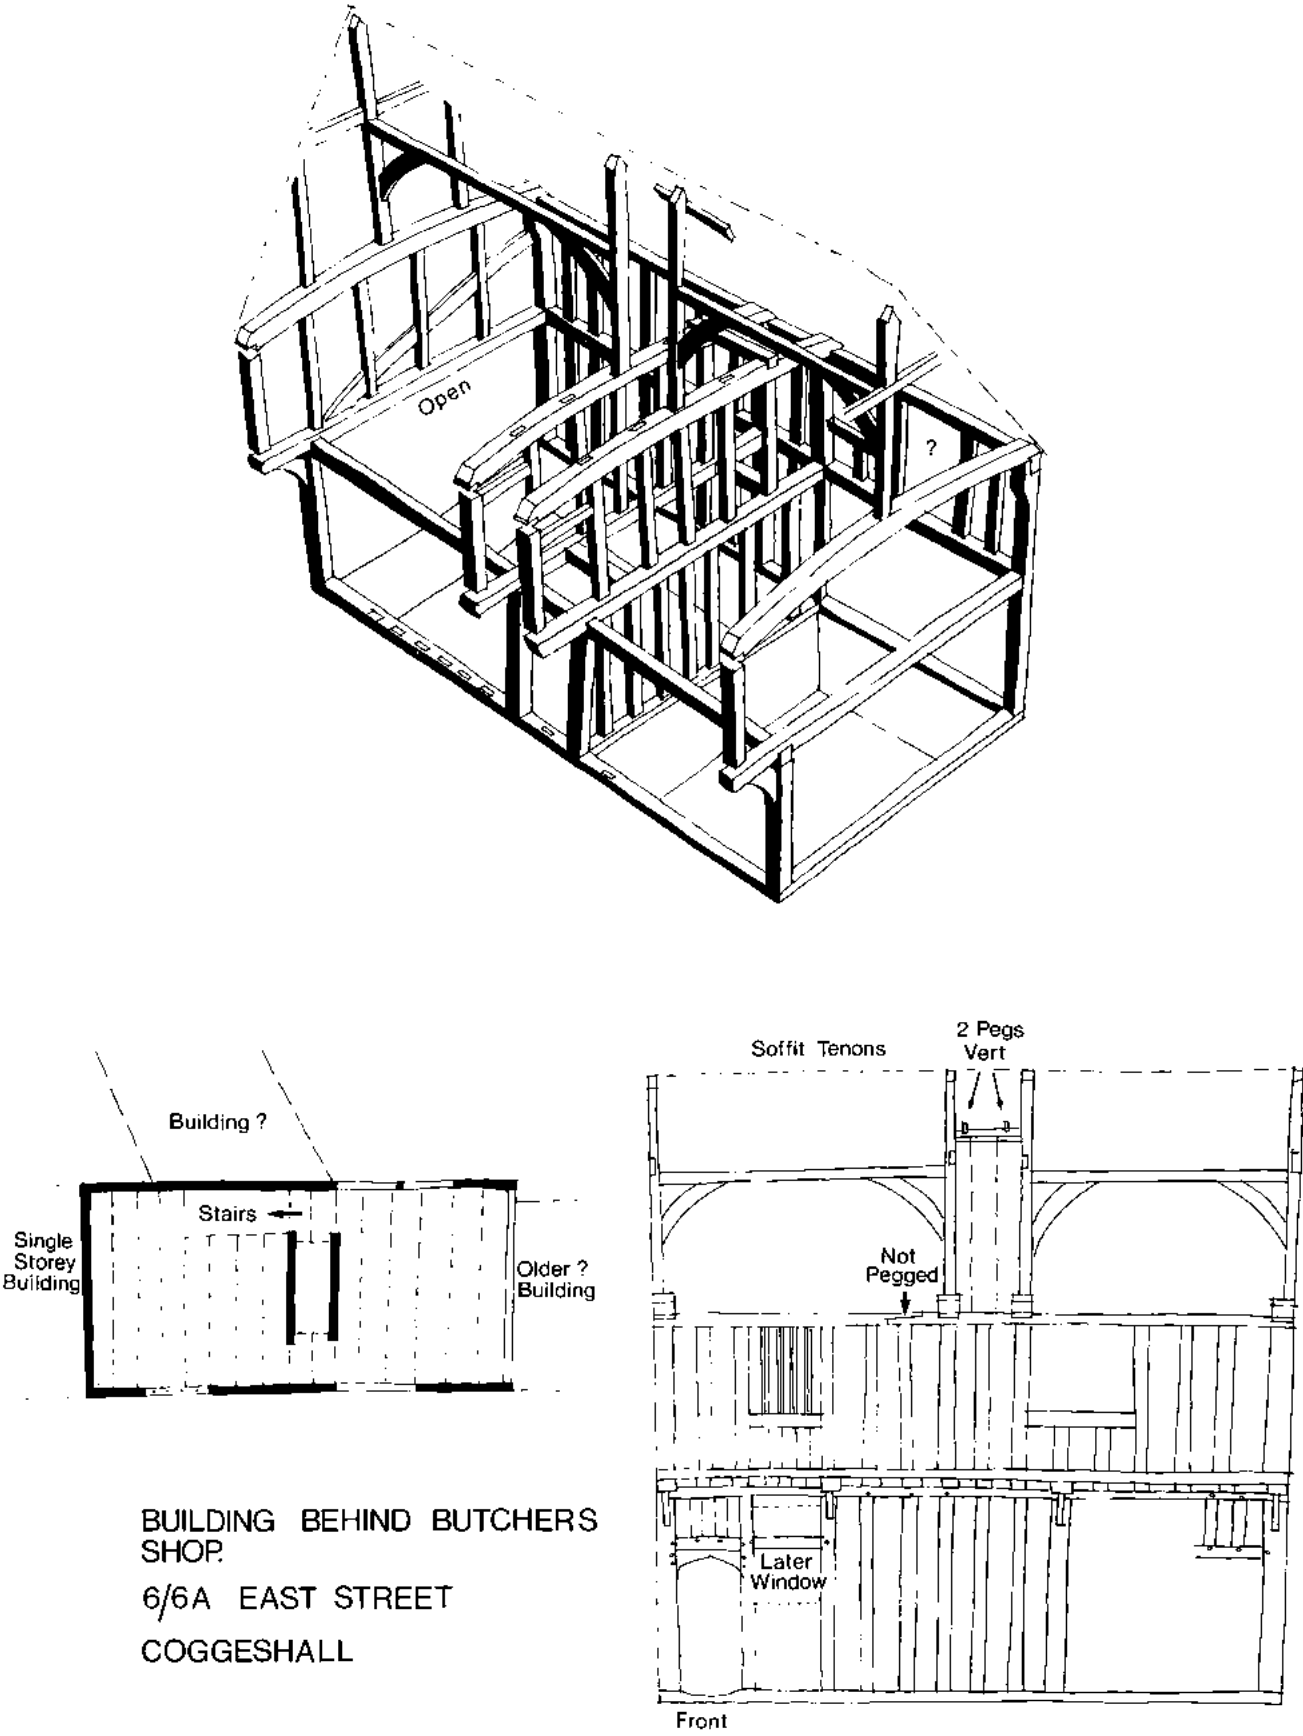 Open
?
Soffit Tenons
2 Pegs
Vert
Building ?
Stairs
Single
Storey
Building
Older ?
Building
Not
Pegged
Later
Window
Front
BUILDING BEHIND BUTCHERS
SHOP.
6/6A EAST STREET
COGGESHALL